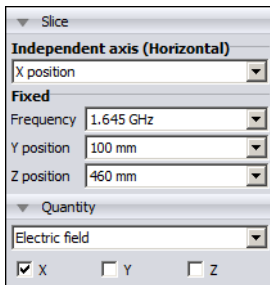 Slice
Independent axis (Horizontal)
X position
Fixed
Frequency 1.645 GHz
Y position 100 mm
Z position 460 mm
Quantity
Electric field
X Y Z